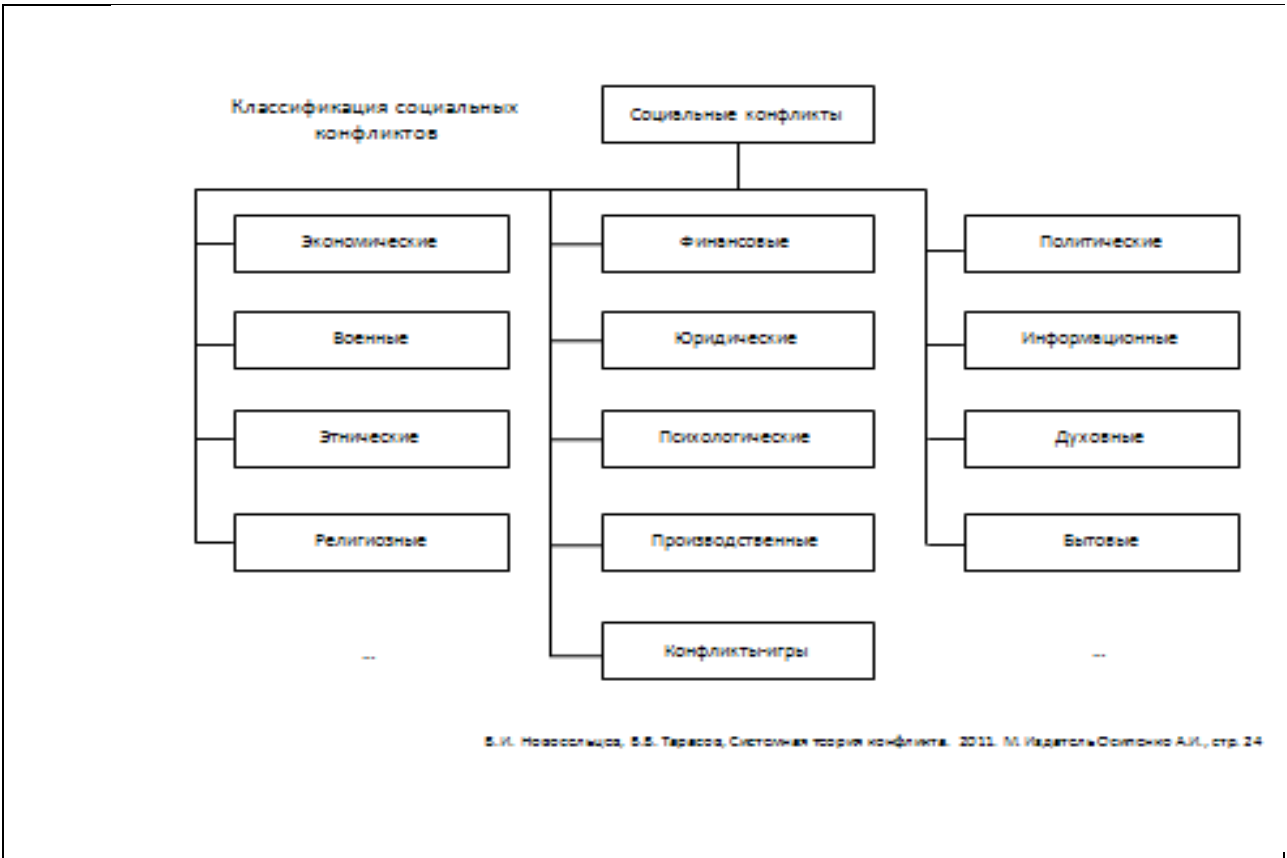 Классификация социальных
конфликтов
Социальные конфликты
Экономические
Финансовые
Политические
Военные
Юридические
Информационные
Этнические
Психологические
Духовные
Религиозные
Производственные
Бытовые
...
Конфликты-игры
...
В.И. Новосельцев, Б.В. Тарасов, Системная теория конфликта. 2011. М. Издатель Осипенко А.И., стр. 24